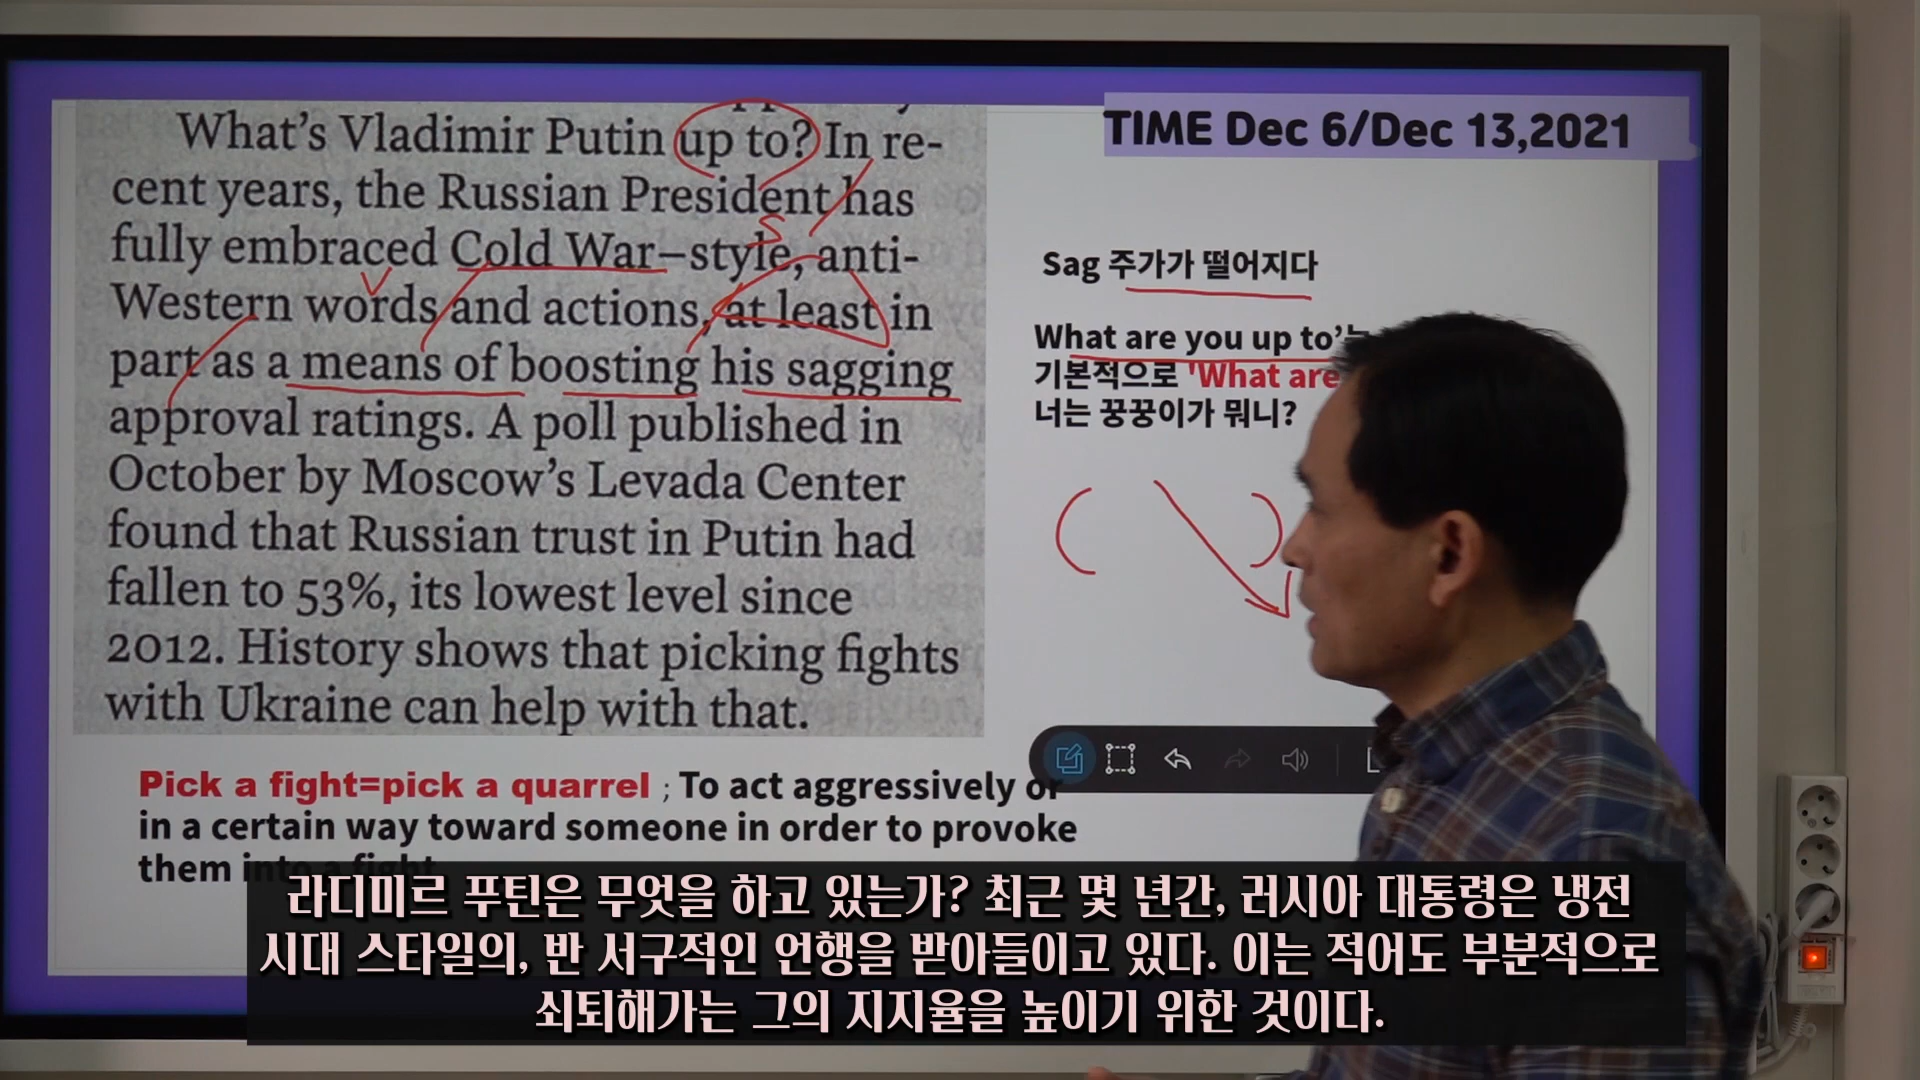 What's Vladimir Putin up to? In re-
cent years, the Russian President has
fully embraced Cold War–style, anti-
Western words and actions, at least in
part as a means of boosting his sagging
approval ratings. A poll published in
October by Moscow's Levada Center
found that Russian trust in Putin had
fallen to 53%, its lowest level since
2012. History shows that picking fights
with Ukraine can help with that.
TIME Dec 6/Dec 13,2021
Sag 주가가 떨어지다
What are you up to'는
기본적으로 'What are
너는 꿍꿍이가 뭐니?
S
V
Pick a fight=pick a quarrel ; To act aggressively or
in a certain way toward someone in order to provoke
them into a fight
라디미르 푸틴은 무엇을 하고 있는가? 최근 몇 년간, 러시아 대통령은 냉전
시대 스타일의, 반 서구적인 언행을 받아들이고 있다. 이는 적어도 부분적으로
쇠퇴해가는 그의 지지율을 높이기 위한 것이다.